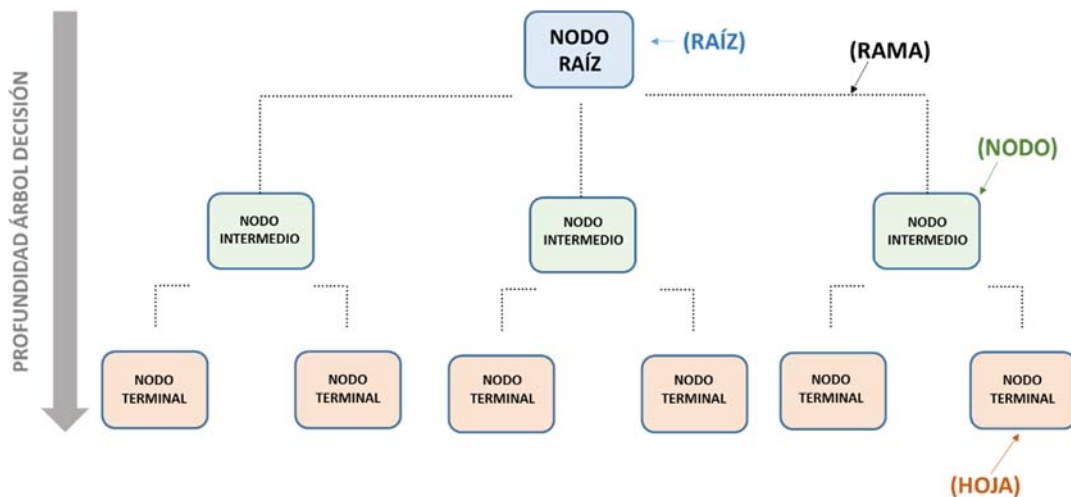 NODO
RAÍZ
(RAÍZ)
(RAMA)
(NODO)
PROFUNDIDAD ÁRBOL DECISIÓN
NODO
INTERMEDIO
NODO
INTERMEDIO
NODO
INTERMEDIO
NODO
TERMINAL
NODO
TERMINAL
NODO
TERMINAL
NODO
TERMINAL
NODO
TERMINAL
NODO
TERMINAL
(HOJA)